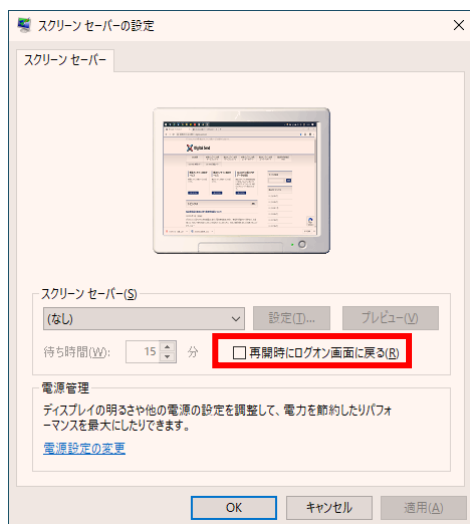 スクリーン セーバーの設定
スクリーン セーバー
スクリーン セーバー(S)
(なし)
設定(T)...
プレビュー(V)
待ち時間(W):
15
分
再開時にログオン画面に戻る(R)
電源管理
ディスプレイの明るさや他の電源の設定を調整して、電力を節約したりパフォ
ーマンスを最大にしたりできます。
電源設定の変更
OK
キャンセル
適用(A)